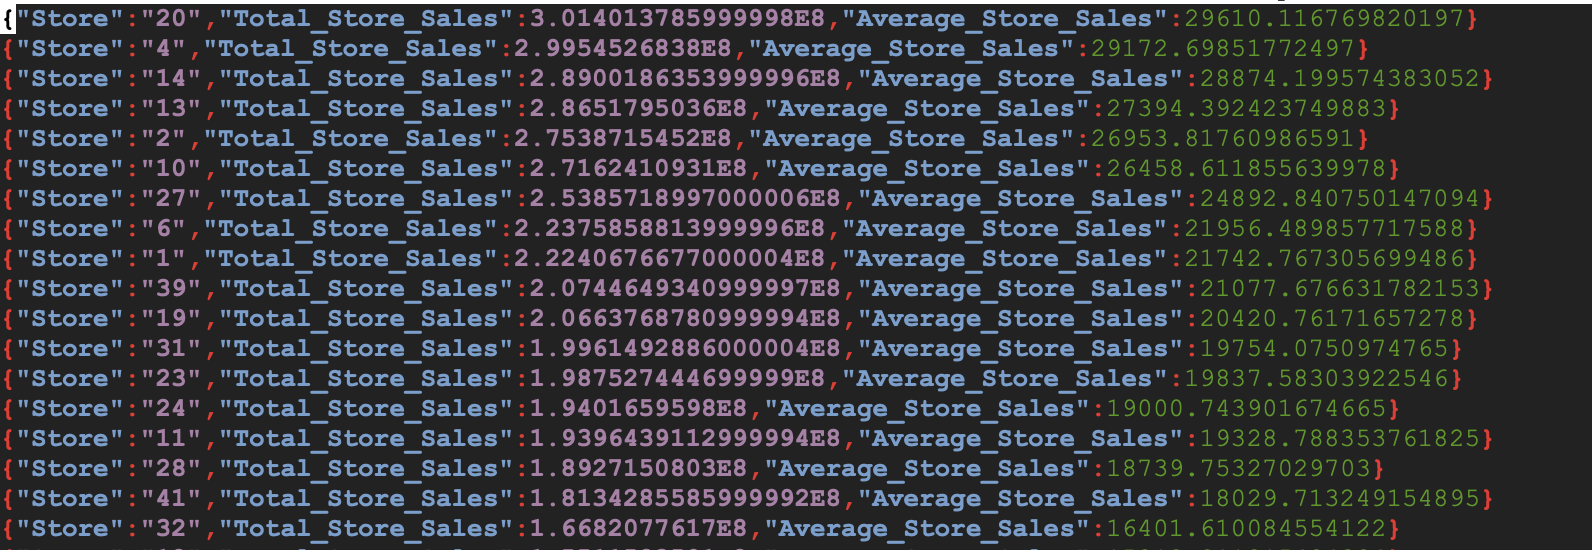 {"Store":"20","Total_Store_Sales":3.014013785999998E8,"Average_Store_Sales":29610.116769820197}
{"Store":"4","Total_Store_Sales":2.9954526838E8,"Average_Store_Sales":29172.69851772497}
{"Store":"14","Total_Store_Sales":2.8900186353999996E8,"Average_Store_Sales":28874.199574383052}
{"Store":"13","Total_Store_Sales":2.8651795036E8,"Average_Store_Sales":27394.392423749883}
{"Store":"2","Total_Store_Sales":2.7538715452E8,"Average_Store_Sales":26953.81760986591}
{"Store":"10","Total_Store_Sales":2.7162410931E8,"Average_Store_Sales":26458.611855639978}
{"Store":"27","Total_Store_Sales":2.5385718997000006E8,"Average_Store_Sales":24892.840750147094}
{"Store":"6","Total_Store_Sales":2.2375858813999996E8,"Average_Store_Sales":21956.489857717588}
{"Store":"1","Total_Store_Sales":2.2240676677000004E8,"Average_Store_Sales":21742.767305699486}
{"Store":"39","Total_Store_Sales":2.0744649340999997E8,"Average_Store_Sales":21077.676631782153}
{"Store":"19","Total_Store_Sales":2.0663768780999994E8,"Average_Store_Sales":20420.76171657278}
{"Store":"31","Total_Store_Sales":1.9961492886000004E8,"Average_Store_Sales":19754.0750974765}
{"Store":"23","Total_Store_Sales":1.987527444699999E8,"Average_Store_Sales":19837.58303922546}
{"Store":"24","Total_Store_Sales":1.9401659598E8,"Average_Store_Sales":19000.743901674665}
{"Store":"11","Total_Store_Sales":1.9396439112999994E8,"Average_Store_Sales":19328.788353761825}
{"Store":"28","Total_Store_Sales":1.8927150803E8,"Average_Store_Sales":18739.75327029703}
{"Store":"41","Total_Store_Sales":1.8134285585999992E8,"Average_Store_Sales":18029.713249154895}
{"Store":"32","Total_Store_Sales":1.6682077617E8,"Average_Store_Sales":16401.610084554122}